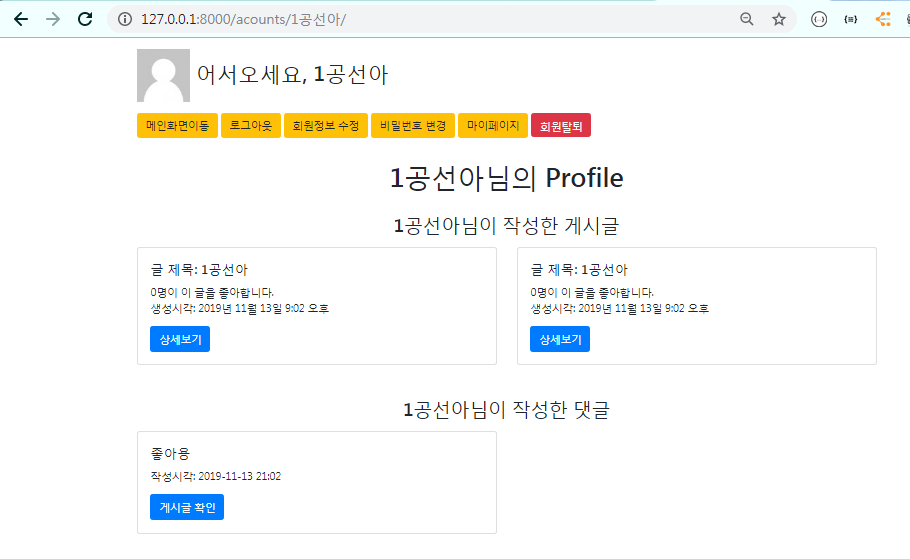 127.0.0.1:8000/acounts/1공선아/
어서오세요, 1공선아
메인화면이동 로그아웃 회원정보 수정 비밀번호 변경 마이페이지 회원탈퇴
1공선아님의 Profile
1공선아님이 작성한 게시글
글 제목: 1공선아
0명이 이 글을 좋아합니다.
생성시각: 2019년 11월 13일 9:02 오후
상세보기
글 제목: 1공선아
0명이 이 글을 좋아합니다.
생성시각: 2019년 11월 13일 9:02 오후
상세보기
1공선아님이 작성한 댓글
좋아용
작성시각: 2019-11-13 21:02
게시글 확인